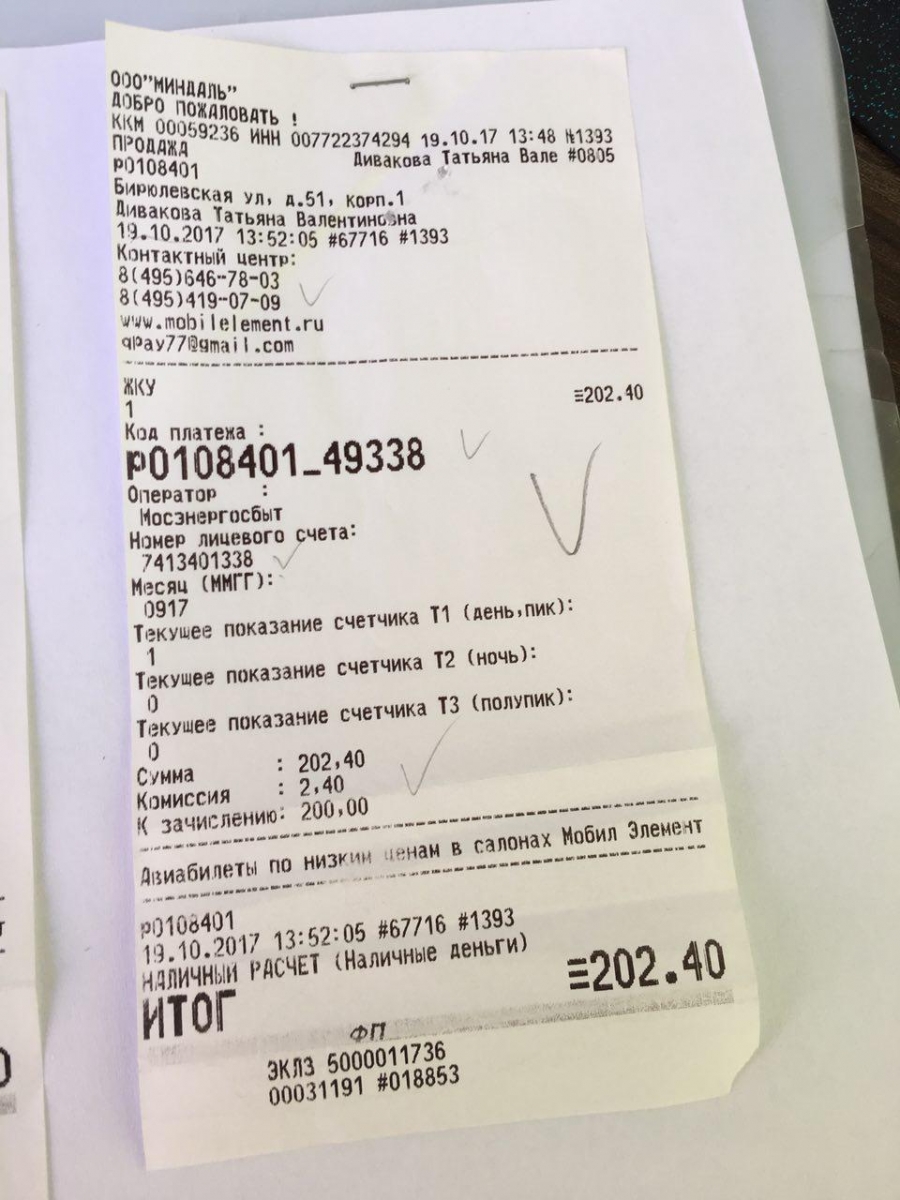 ООО"МИНДАЛЬ"
ДОБРО ПОЖАЛОВАТЬ !
ККМ 00059236 ИНН 007722374294 19.10.17 13:48 №1393
ПРОДАЖА Дивакова Татьяна Вале #0805
P0108401
Бирюлевская ул, д.51, корп.1
Дивакова Татьяна Валентиновна
19.10.2017 13:52:05 #67716 #1393
Контактный центр:
8(495)646-78-03
8(495)419-07-09
www.mobilelement.ru
qpay77@gmail.com
ЖКУ
1 ≡202.40
Код платежа :
P0108401_49338
Оператор :
Мосэнергосбыт
Номер лицевого счета:
7413401338
Месяц (ММГГ):
0917
Текущее показание счетчика Т1 (день,пик):
1
Текущее показание счетчика Т2 (ночь):
0
Текущее показание счетчика Т3 (полупик):
0
Сумма : 202,40
Комиссия : 2,40
К зачислению: 200,00
Авиабилеты по низким ценам в салонах Мобил Элемент
P0108401
19.10.2017 13:52:05 #67716 #1393
НАЛИЧНЫЙ РАСЧЕТ (Наличные деньги)
ИТОГ ≡202.40
ФП
ЭКЛЗ 5000011736
00031191 #018853